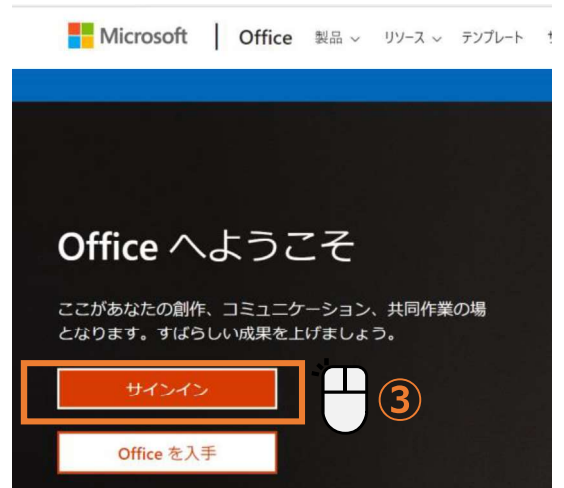 Microsoft | Office 製品 リソース テンプレート
Office へようこそ
ここがあなたの創作、コミュニケーション、共同作業の場
となります。すばらしい成果を上げましょう。
サインイン
③
Office を入手